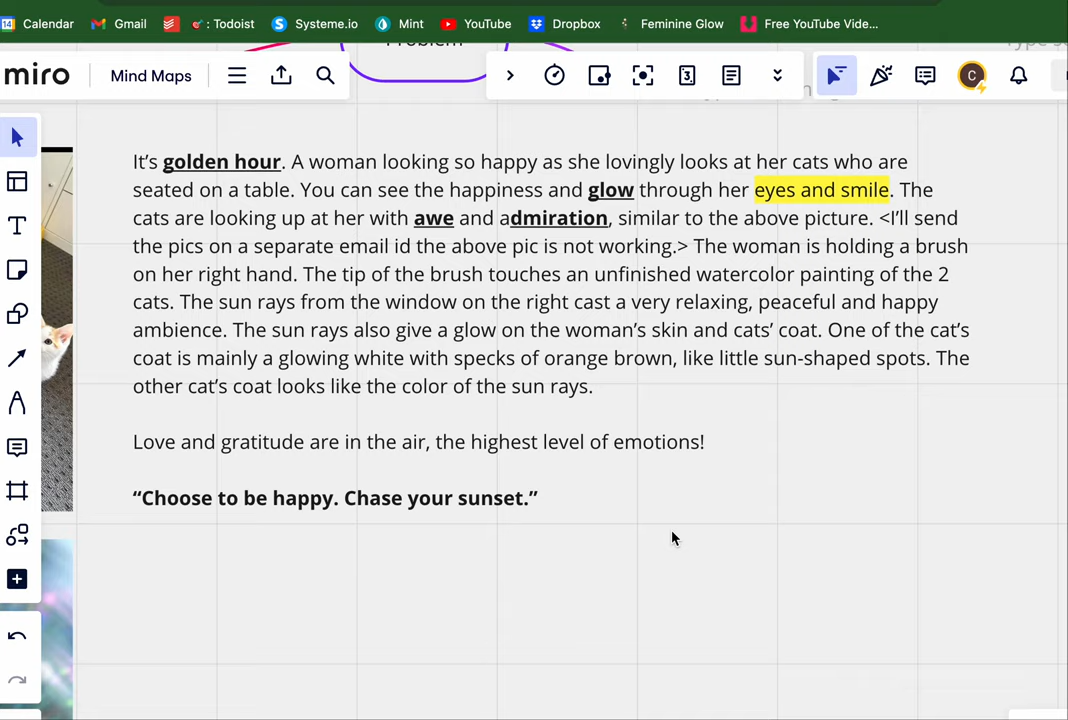 14 Calendar Gmail : Todoist Systeme.io Mint YouTube Dropbox Feminine Glow Free YouTube Vide...
Problem
miro Mind Maps 3 C
It’s golden hour. A woman looking so happy as she lovingly looks at her cats who are
seated on a table. You can see the happiness and glow through her eyes and smile. The
cats are looking up at her with awe and admiration, similar to the above picture. <I’ll send
the pics on a separate email id the above pic is not working.> The woman is holding a brush
on her right hand. The tip of the brush touches an unfinished watercolor painting of the 2
cats. The sun rays from the window on the right cast a very relaxing, peaceful and happy
ambience. The sun rays also give a glow on the woman’s skin and cats’ coat. One of the cat’s
coat is mainly a glowing white with specks of orange brown, like little sun-shaped spots. The
other cat’s coat looks like the color of the sun rays.
Love and gratitude are in the air, the highest level of emotions!
“Choose to be happy. Chase your sunset.”